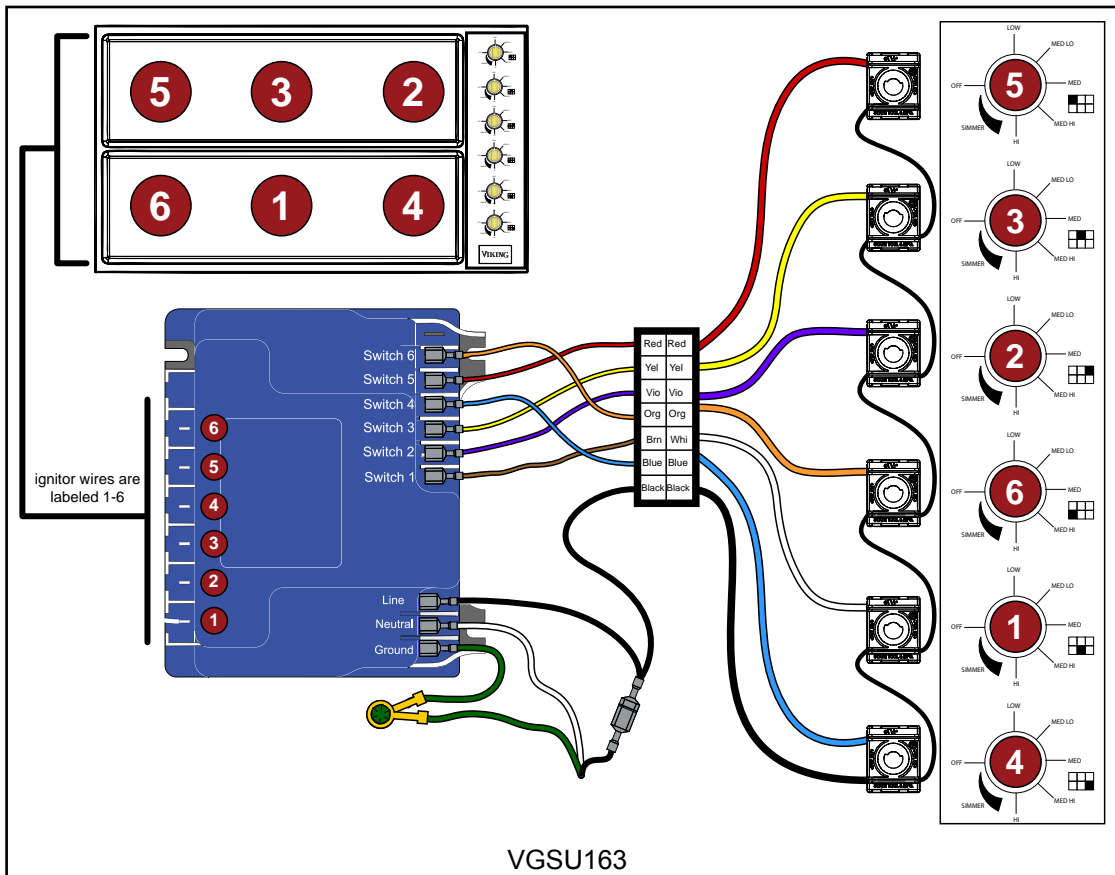 5 3 2
6 1 4
VIKING
Switch 6
Switch 5
Switch 4
Switch 3
Switch 2
Switch 1
6
5
4
3
2
1
ignitor wires are
labeled 1-6
Line
Neutral
Ground
Red Red
Yel Yel
Vio Vio
Org Org
Brn Whi
Blue Blue
Black Black
LOW
MED LO
OFF 5 MED
SIMMER MED HI
HI
LOW
MED LO
OFF 3 MED
SIMMER MED HI
HI
LOW
MED LO
OFF 2 MED
SIMMER MED HI
HI
LOW
MED LO
OFF 6 MED
SIMMER MED HI
HI
LOW
MED LO
OFF 1 MED
SIMMER MED HI
HI
LOW
MED LO
OFF 4 MED
SIMMER MED HI
HI
VGSU163